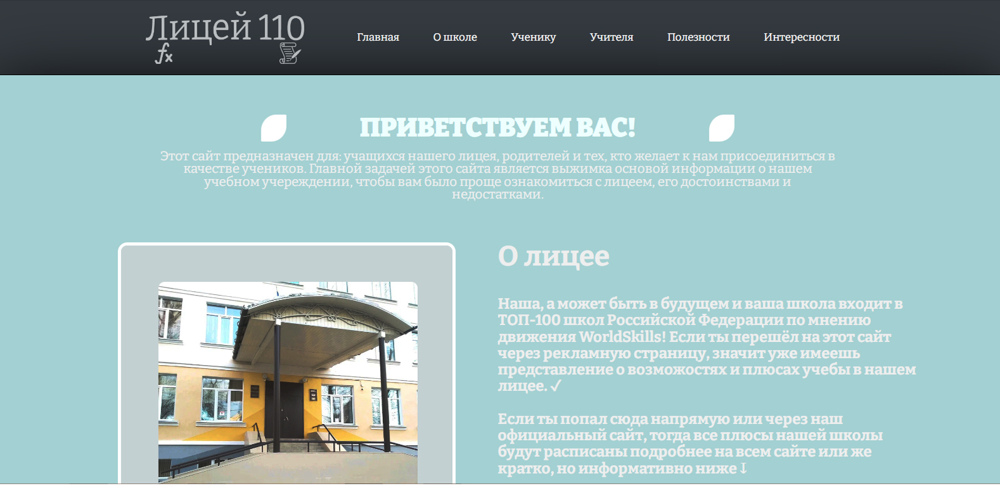 Лицей 110
fx
Главная
О школе
Ученику
Учителя
Полезности
Интересности
ПРИВЕТСТВУЕМ ВАС!
Этот сайт предназначен для: учащихся нашего лицея, родителей и тех, кто желает к нам присоединиться в
качестве учеников. Главной задачей этого сайта является выжимка основой информации о нашем
учебном учереждении, чтобы вам было проще ознакомиться с лицеем, его достоинствами и
недостатками.
О лицее
Наша, а может быть в будущем и ваша школа входит в
ТОП-100 школ Российской Федерации по мнению
движения WorldSkills! Если ты перешёл на этот сайт
через рекламную страницу, значит уже имеешь
представление о возможостях и плюсах учебы в нашем
лицее. ✓
Если ты попал сюда напрямую или через наш
официальный сайт, тогда все плюсы нашей школы
будут расписаны подробнее на всем сайте или же
кратко, но информативно ниже ↧